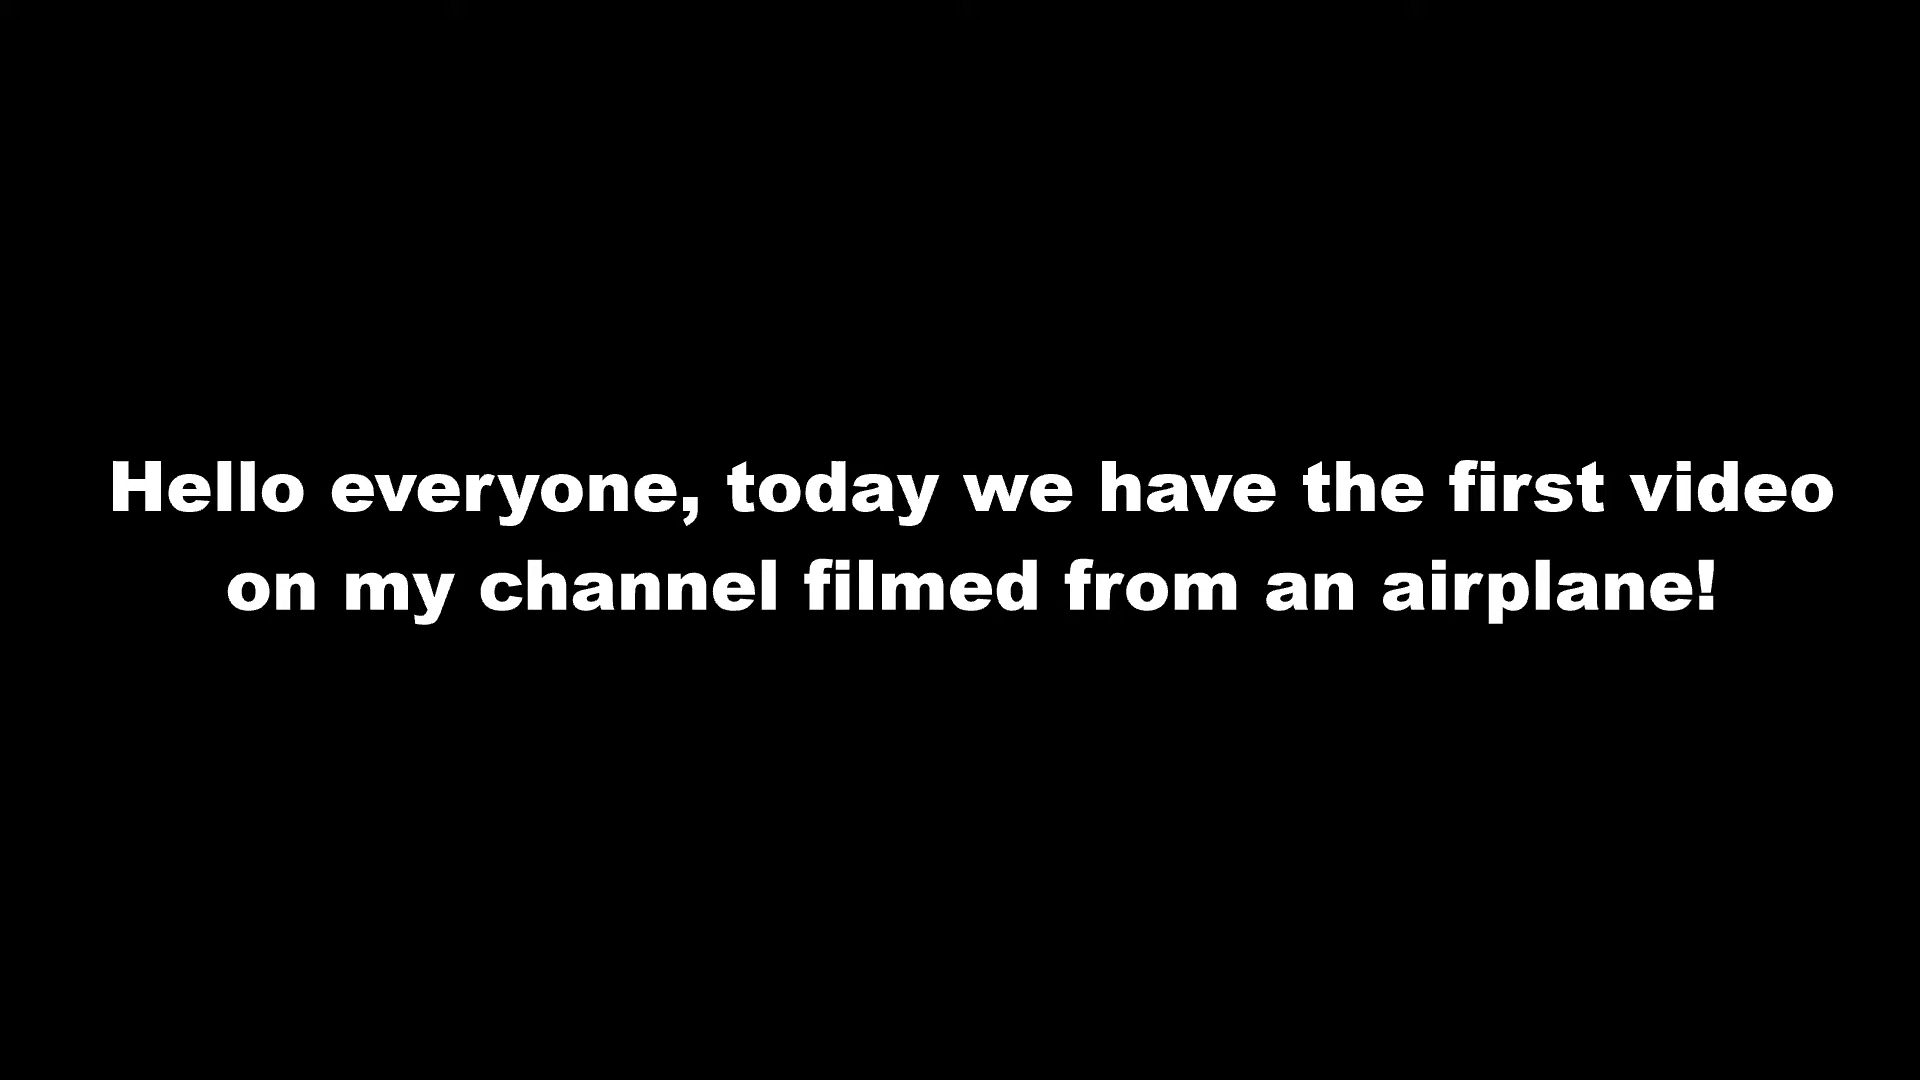 Hello everyone, today we have the first video
on my channel filmed from an airplane!